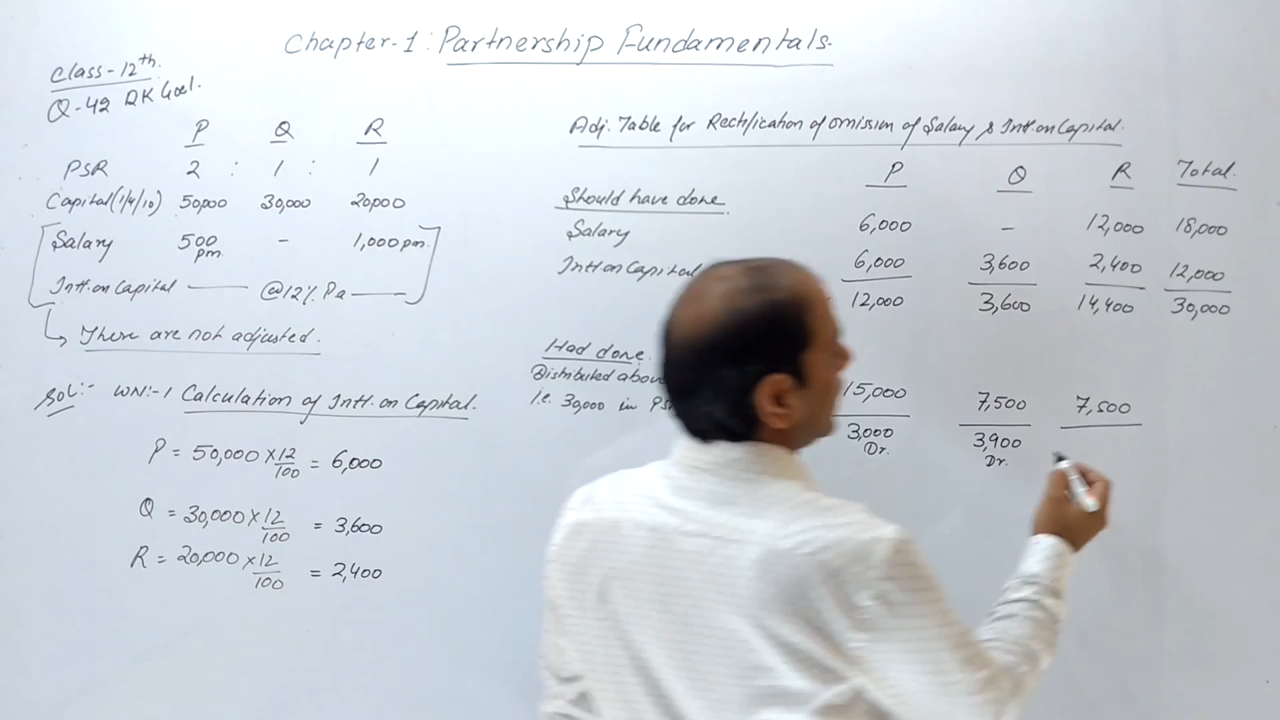 Chapter-1: Partnership Fundamentals.
Class-12th.
Q-42 DK Goel.
P Q R
PSR 2 : 1 : 1
Capital (1/4/10) 50,000 30,000 20,000
Salary 500 pm. - 1,000 pm.
Intt. on Capital —— @12% Pa ——
These are not adjusted.
Sol:- WN:-1 Calculation of Intt. on Capital.
P = 50,000 × 12/100 = 6,000
Q = 30,000 × 12/100 = 3,600
R = 20,000 × 12/100 = 2,400
Adj. Table for Rectification of omission of Salary & Intt. on Capital.
P Q R Total.
Should have done
Salary 6,000 - 12,000 18,000
Intt. on Capital 6,000 3,600 2,400 12,000
12,000 3,600 14,400 30,000
Had done.
Distributed above
i.e. 30,000 in 15,000 7,500 7,500
3,000 Dr. 3,900 Dr.